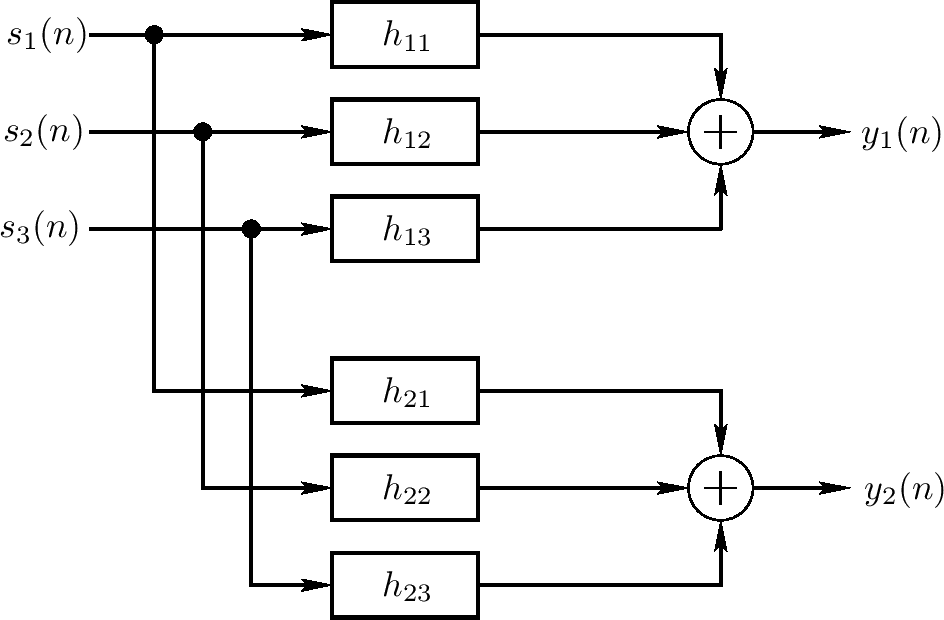 s₁(n) h₁₁
s₂(n) h₁₂ + y₁(n)
s₃(n) h₁₃
h₂₁
h₂₂ + y₂(n)
h₂₃